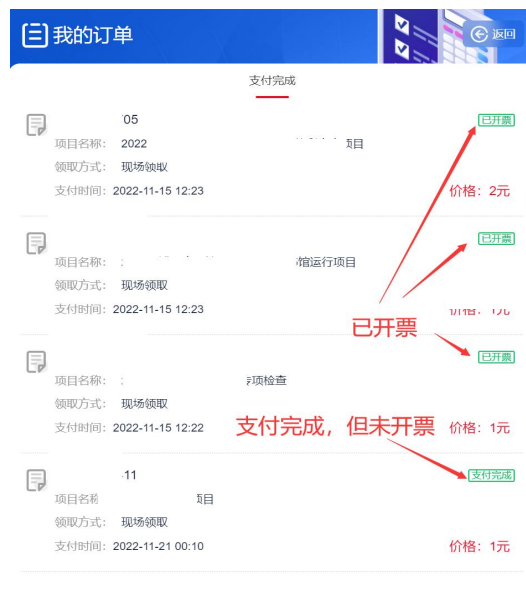 我的订单
返回
支付完成
05
已开票
项目名称： 2022 项目
领取方式： 现场领取
支付时间： 2022-11-15 12:23
价格：2元
已开票
项目名称： 馆运行项目
领取方式： 现场领取
支付时间： 2022-11-15 12:23
价格：1元
已开票
已开票
项目名称： 专项检查
领取方式： 现场领取
支付时间： 2022-11-15 12:22
价格：1元
支付完成，但未开票
11
支付完成
项目名称 项目
领取方式： 现场领取
支付时间： 2022-11-21 00:10
价格：1元